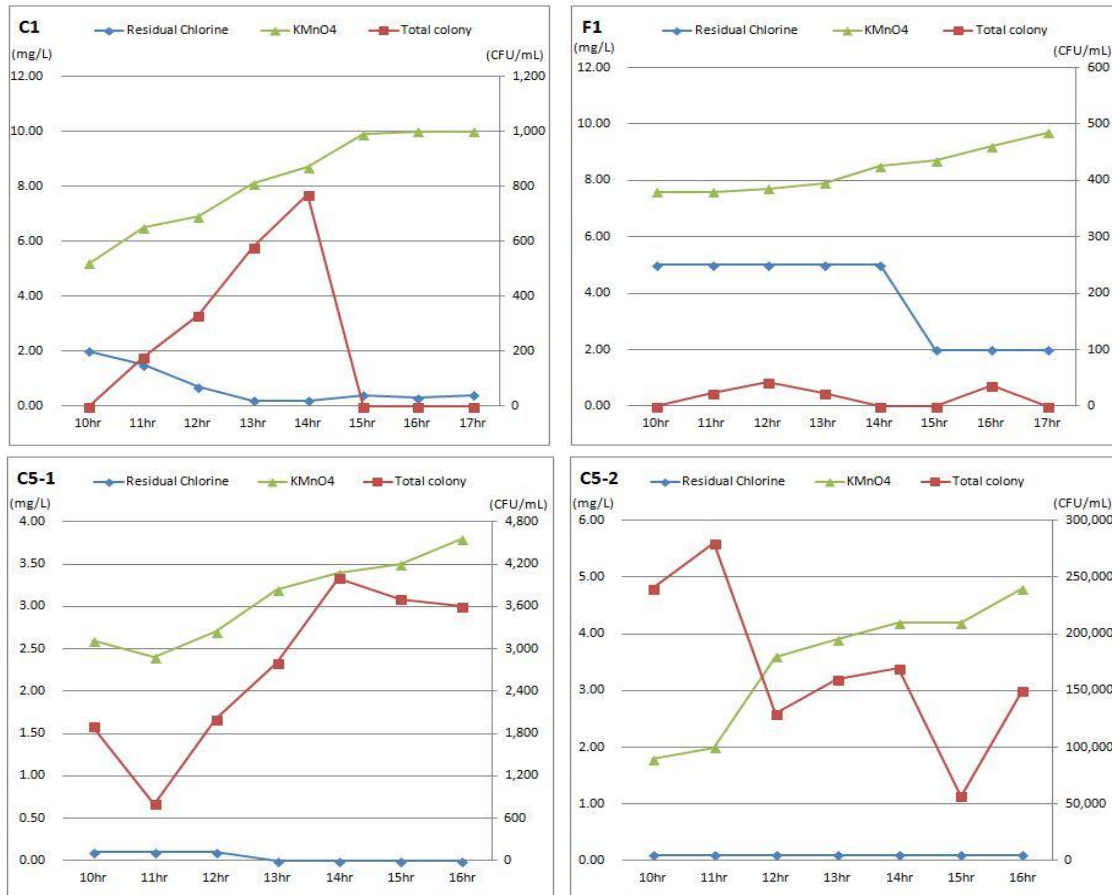 C1
Residual Chlorine KMnO4 Total colony
(mg/L) (CFU/mL)
12.00 1,200
10.00 1,000
8.00 800
6.00 600
4.00 400
2.00 200
0.00 0
10hr 11hr 12hr 13hr 14hr 15hr 16hr 17hr
F1
Residual Chlorine KMnO4 Total colony
(mg/L) (CFU/mL)
12.00 600
10.00 500
8.00 400
6.00 300
4.00 200
2.00 100
0.00 0
10hr 11hr 12hr 13hr 14hr 15hr 16hr 17hr
C5-1
Residual Chlorine KMnO4 Total colony
(mg/L) (CFU/mL)
4.00 4,800
3.50 4,200
3.00 3,600
2.50 3,000
2.00 2,400
1.50 1,800
1.00 1,200
0.50 600
0.00 0
10hr 11hr 12hr 13hr 14hr 15hr 16hr
C5-2
Residual Chlorine KMnO4 Total colony
(mg/L) (CFU/mL)
6.00 300,000
5.00 250,000
4.00 200,000
3.00 150,000
2.00 100,000
1.00 50,000
0.00 0
10hr 11hr 12hr 13hr 14hr 15hr 16hr